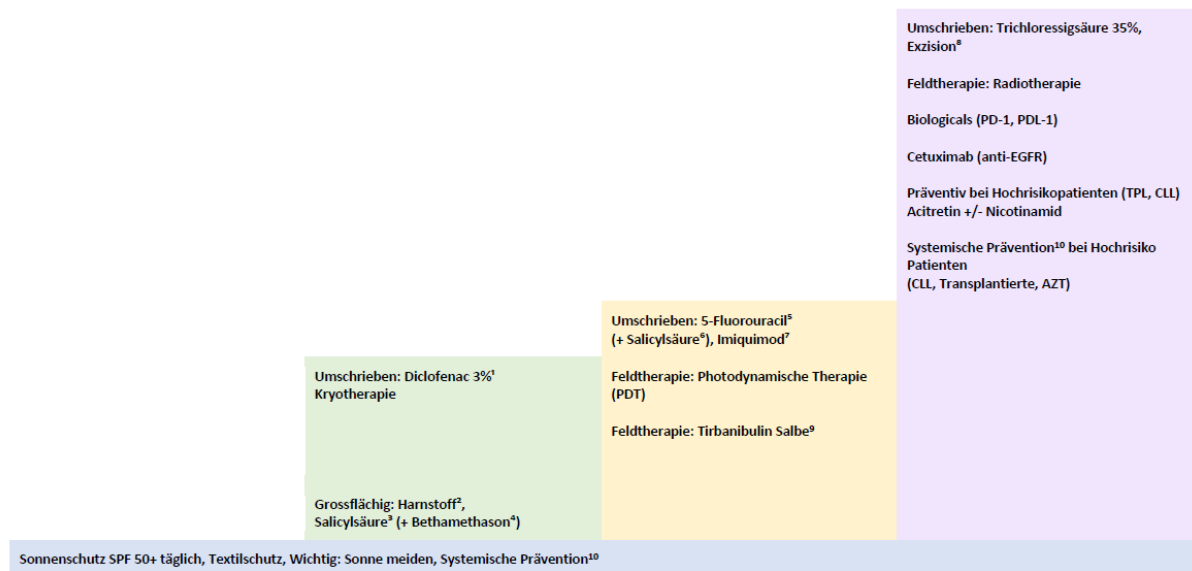 Umschrieben: Trichloressigsäure 35%,
Exzision⁸
Feldtherapie: Radiotherapie
Biologicals (PD-1, PDL-1)
Cetuximab (anti-EGFR)
Präventiv bei Hochrisikopatienten (TPL, CLL)
Acitretin +/- Nicotinamid
Systemische Prävention¹⁰ bei Hochrisiko
Patienten
(CLL, Transplantierte, AZT)
Umschrieben: 5-Fluorouracil⁵
(+ Salicylsäure⁶), Imiquimod⁷
Feldtherapie: Photodynamische Therapie
(PDT)
Feldtherapie: Tirbanibulin Salbe⁹
Umschrieben: Diclofenac 3%¹
Kryotherapie
Grossflächig: Harnstoff²,
Salicylsäure³ (+ Bethamethason⁴)
Sonnenschutz SPF 50+ täglich, Textilschutz, Wichtig: Sonne meiden, Systemische Prävention¹⁰